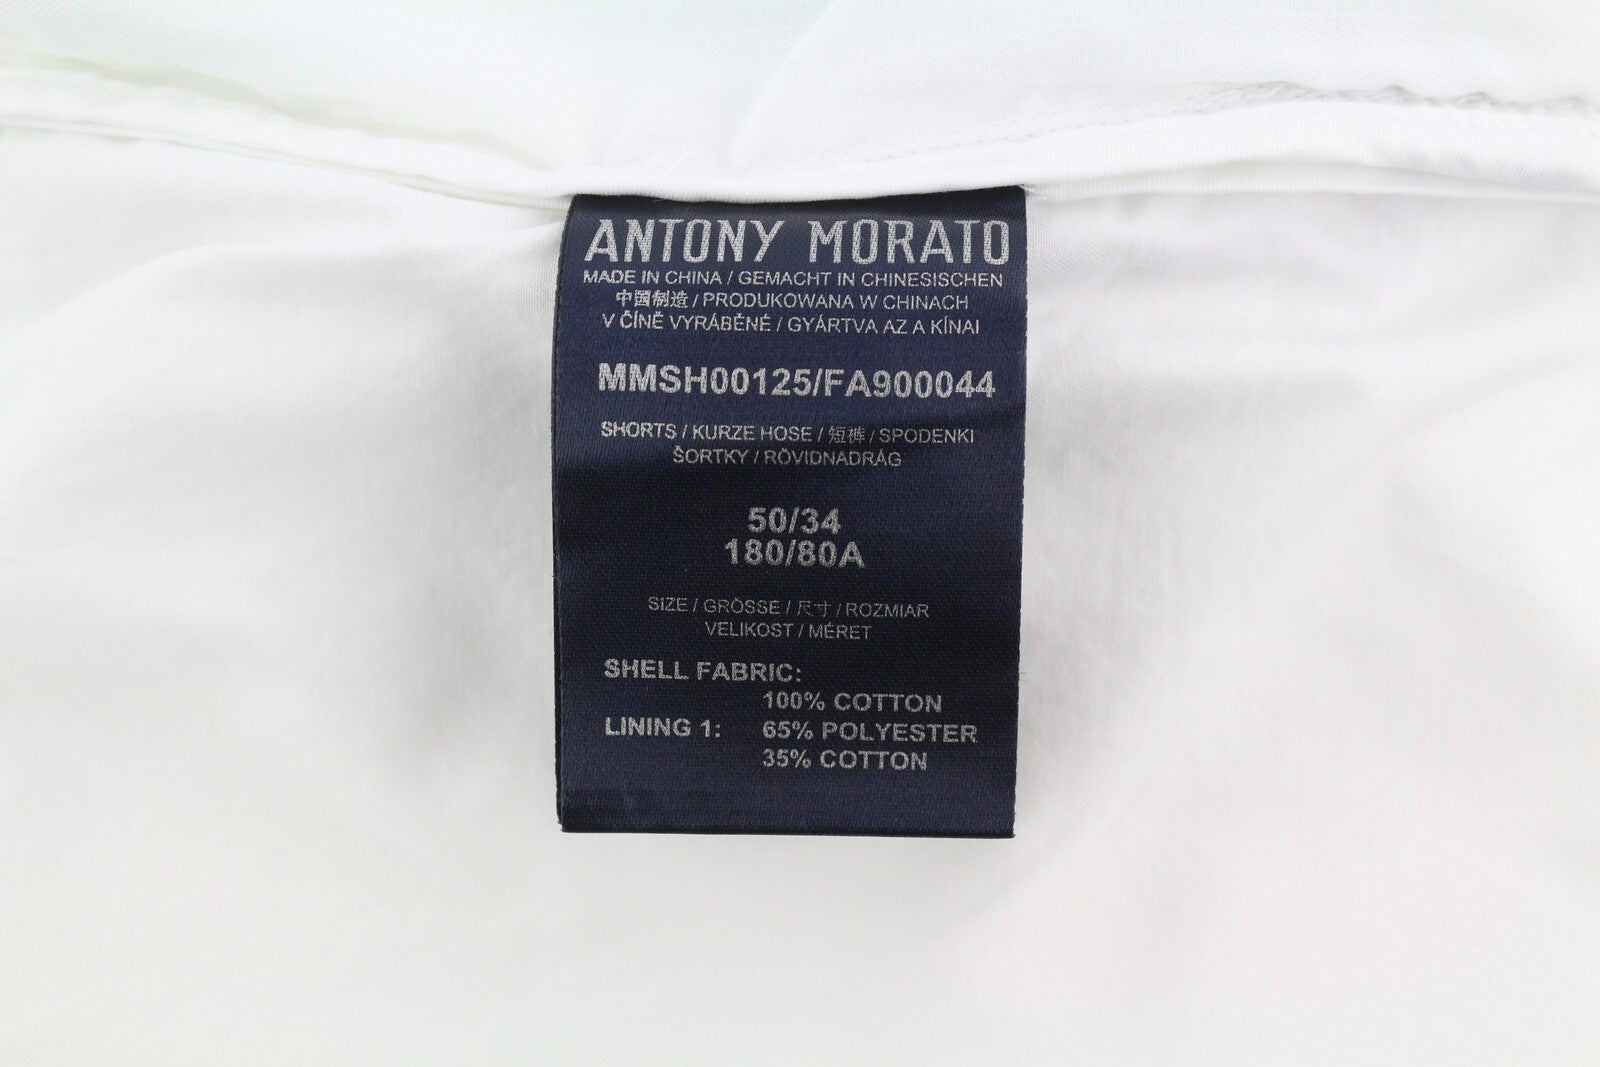 ANTONY MORATO
MADE IN CHINA / GEMACHT IN CHINESISCHEN
中国制造 / PRODUKOWANA W CHINACH
V ČÍNĚ VYRÁBĚNÉ / GYÁRTVA AZ A KÍNAI
MMSH00125/FA900044
SHORTS / KURZE HOSE / 短裤 / SPODENKI
ŠORTKY / RÖVIDNADRÁG
50/34
180/80A
SIZE / GRÖSSE / 尺寸 / ROZMIAR
VELIKOST / MÉRET
SHELL FABRIC:
100% COTTON
LINING 1: 65% POLYESTER
35% COTTON